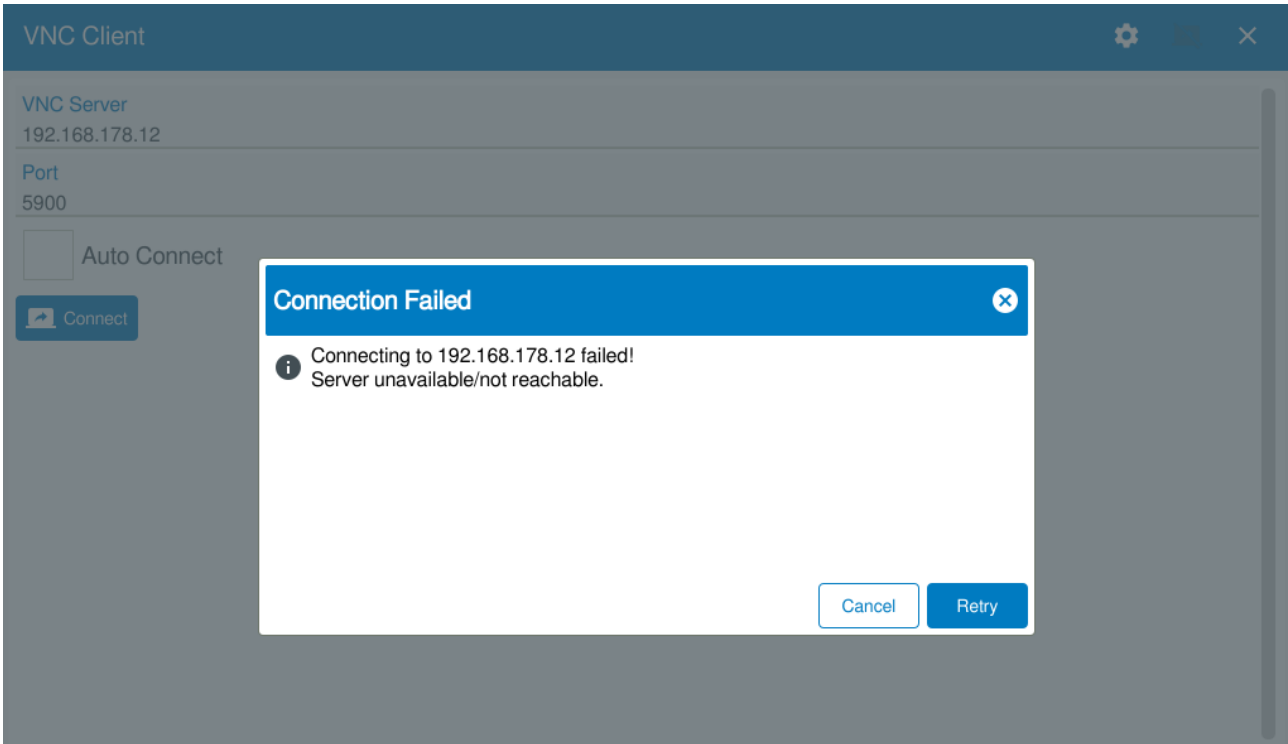 VNC Client
VNC Server
192.168.178.12
Port
5900
Auto Connect
Connect
Connection Failed
Connecting to 192.168.178.12 failed!
Server unavailable/not reachable.
Cancel
Retry